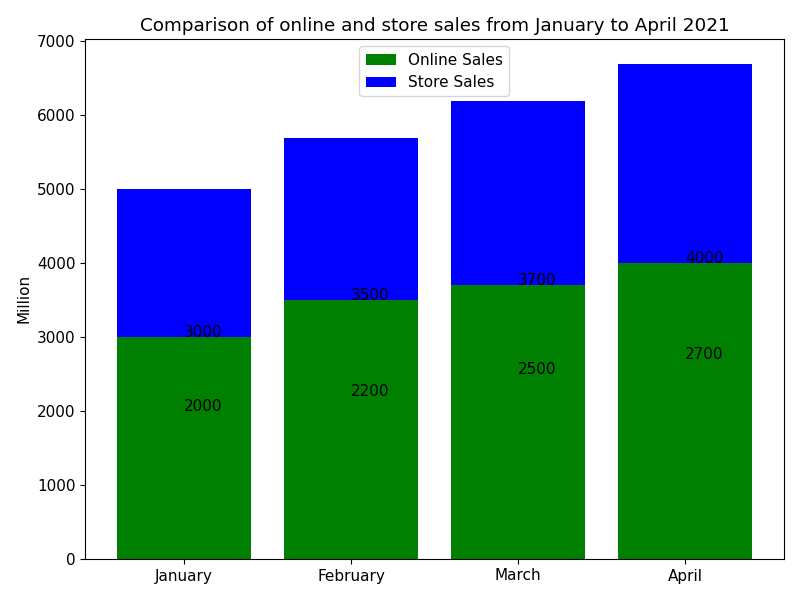 Comparison of online and store sales from January to April 2021
Online Sales
Store Sales
Million
7000
6000
5000
4000
3000
2000
1000
0
3000
3500
3700
4000
2000
2200
2500
2700
January
February
March
April